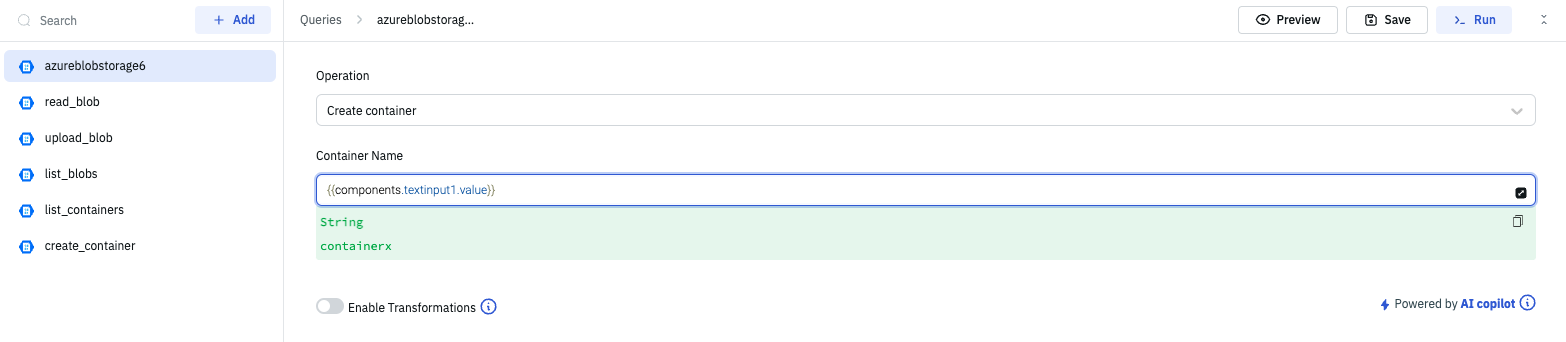 Search
+ Add
Queries > azureblobstorag...
Preview
Save
Run
azureblobstorage6
read_blob
upload_blob
list_blobs
list_containers
create_container
Operation
Create container
Container Name
{{components.textinput1.value}}
String
containerx
Enable Transformations
Powered by AI copilot